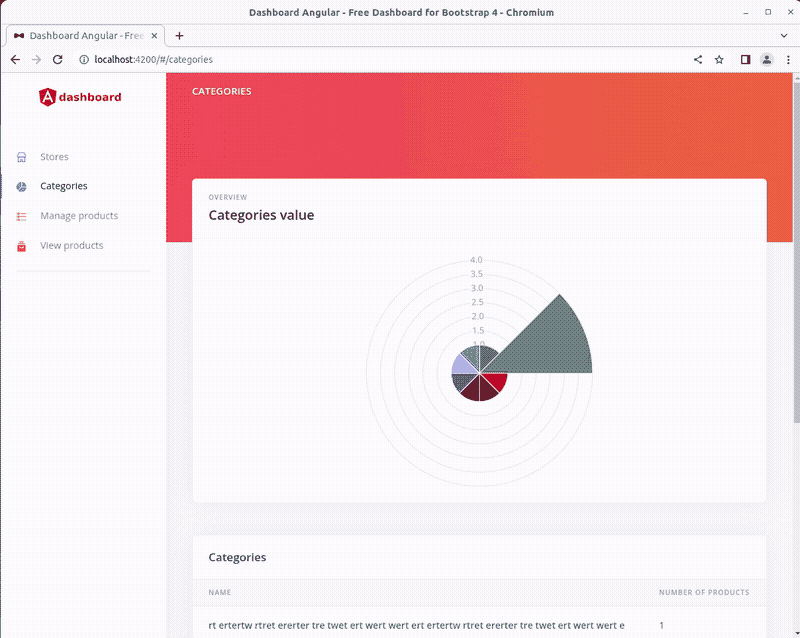 Dashboard Angular - Free Dashboard for Bootstrap 4 - Chromium
Dashboard Angular - Free
localhost:4200/#/categories
dashboard
CATEGORIES
Stores
Categories
Manage products
View products
OVERVIEW
Categories value
4.0
3.5
3.0
2.5
2.0
1.5
1.0
Categories
NAME NUMBER OF PRODUCTS
rt ertertw rtret ererter tre twet ert wert wert ert ertertw rtret ererter tre twet ert wert wert e 1